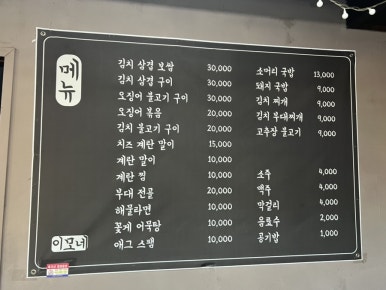 메뉴
김치 삼겹 보쌈 30,000
김치 삼겹 구이 30,000
오징어 불고기 구이 30,000
오징어 볶음 20,000
김치 불고기 구이 20,000
치즈 계란 말이 15,000
계란 말이 10,000
계란 찜 10,000
부대 전골 20,000
해물라면 10,000
꽃게 어묵탕 10,000
애그 스팸 10,000
소머리 국밥 13,000
돼지 국밥 9,000
김치 찌개 9,000
김치 부대찌개 9,000
고추장 불고기 9,000
소주 4,000
맥주 4,000
막걸리 4,000
음료수 2,000
공기밥 1,000
이모네